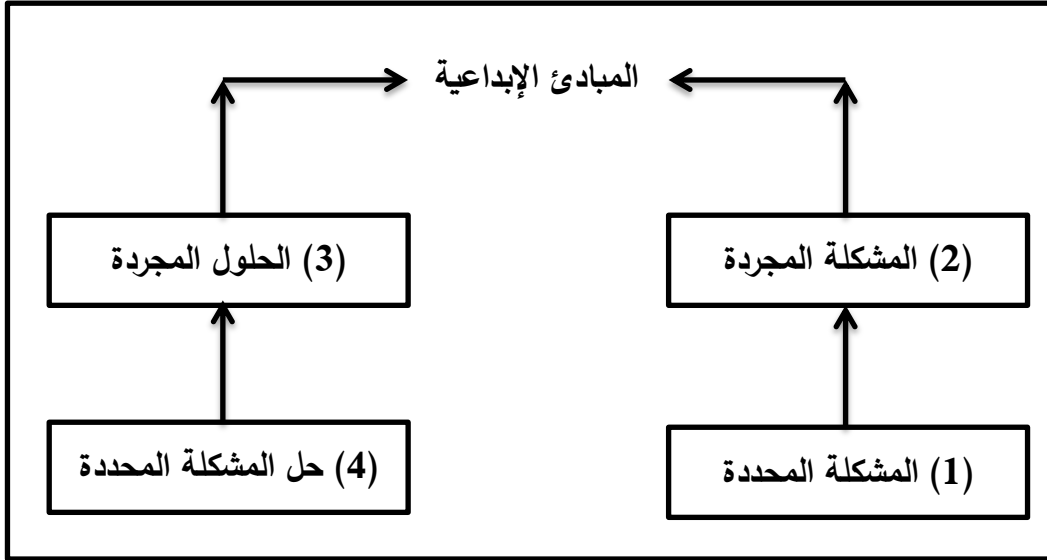 المبادئ الإبداعية
(2) المشكلة المجردة
(3) الحلول المجردة
(1) المشكلة المحددة
(4) حل المشكلة المحددة